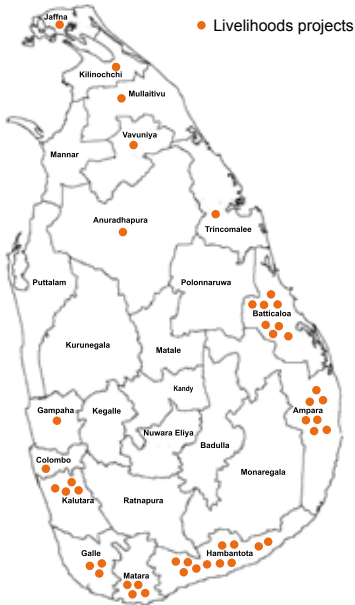 Livelihoods projects
Jaffna
Kilinochchi
Mullaitivu
Vavuniya
Mannar
Anuradhapura
Trincomalee
Puttalam
Polonnaruwa
Batticaloa
Kurunegala
Matale
Kandy
Gampaha
Kegalle
Ampara
Nuwara Eliya
Badulla
Colombo
Monaregala
Kalutara
Ratnapura
Galle
Hambantota
Matara